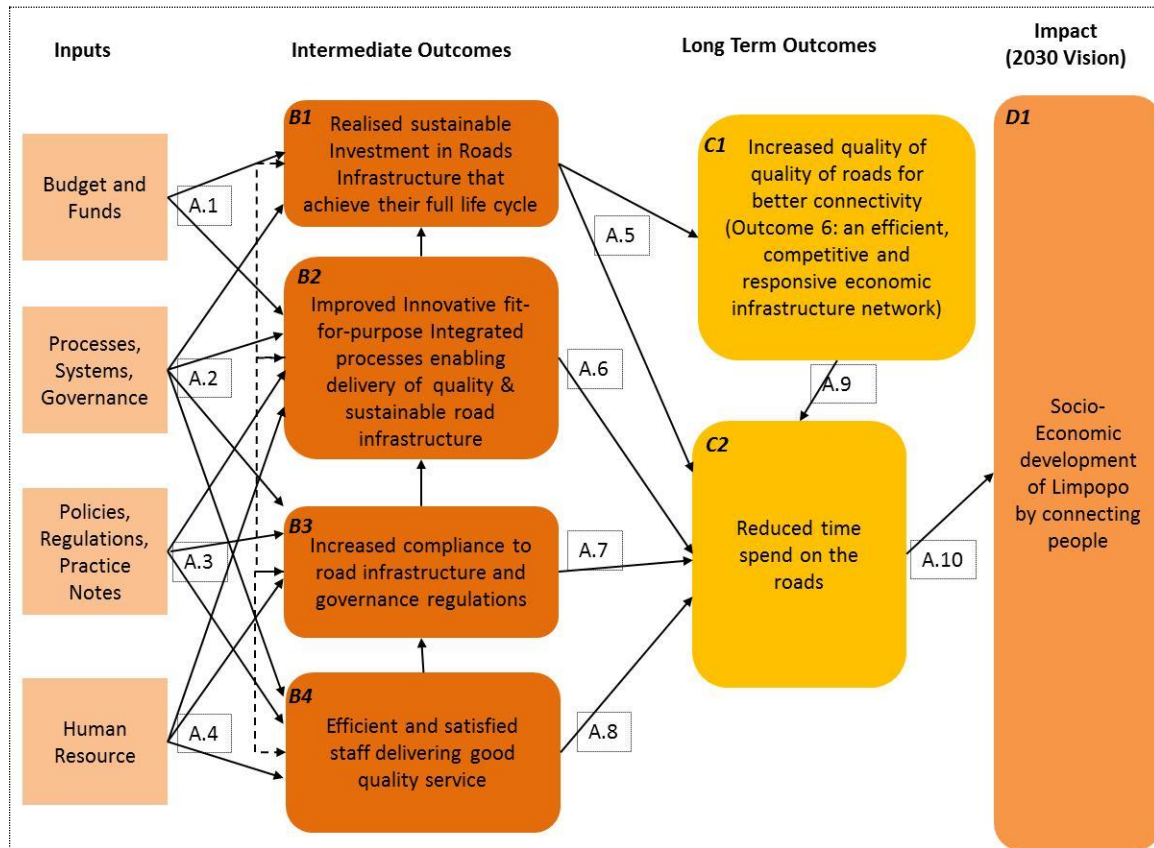 Inputs
Intermediate Outcomes
Long Term Outcomes
Impact
(2030 Vision)
Budget and
Funds
Processes,
Systems,
Governance
Policies,
Regulations,
Practice
Notes
Human
Resource
A.1
A.2
A.3
A.4
B1
Realised sustainable
Investment in Roads
Infrastructure that
achieve their full life cycle
B2
Improved Innovative fit-
for-purpose Integrated
processes enabling
delivery of quality &
sustainable road
infrastructure
B3
Increased compliance to
road infrastructure and
governance regulations
B4
Efficient and satisfied
staff delivering good
quality service
A.5
A.6
A.7
A.8
C1
Increased quality of
quality of roads for
better connectivity
(Outcome 6: an efficient,
competitive and
responsive economic
infrastructure network)
A.9
C2
Reduced time
spend on the
roads
A.10
D1
Socio-
Economic
development
of Limpopo
by connecting
people